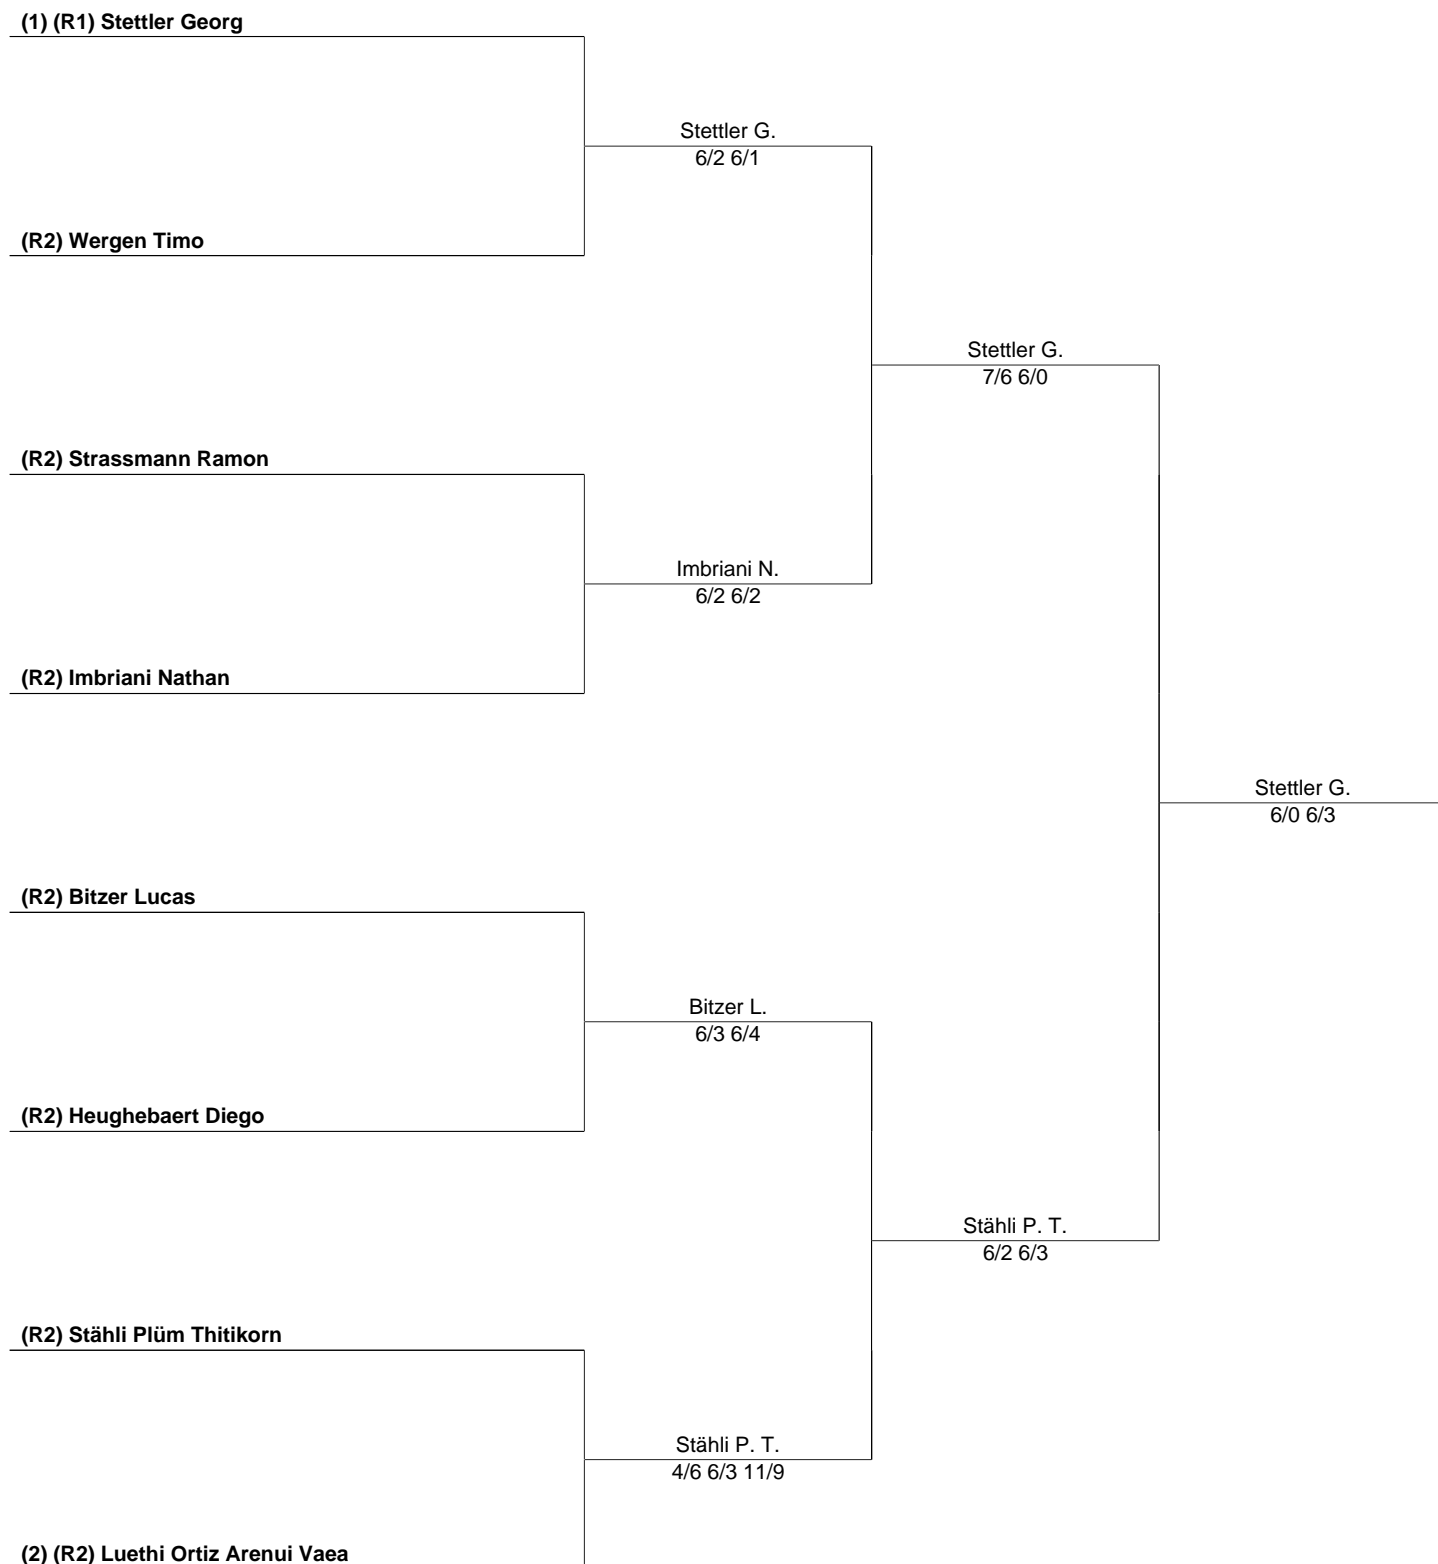 (1) (R1) Stettler Georg
Stettler G.
6/2 6/1
(R2) Wergen Timo
Stettler G.
7/6 6/0
(R2) Strassmann Ramon
Imbriani N.
6/2 6/2
(R2) Imbriani Nathan
Stettler G.
6/0 6/3
(R2) Bitzer Lucas
Bitzer L.
6/3 6/4
(R2) Heughebaert Diego
Stähli P. T.
6/2 6/3
(R2) Stähli Plüm Thitikorn
Stähli P. T.
4/6 6/3 11/9
(2) (R2) Luethi Ortiz Arenui Vaea